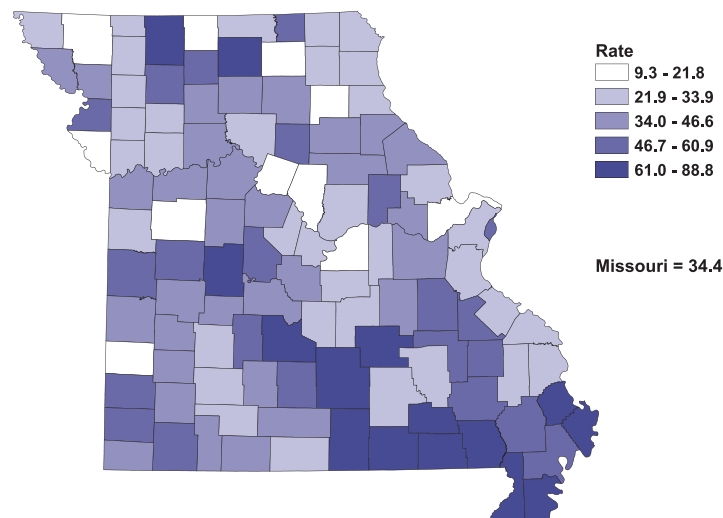 Rate
9.3 - 21.8
21.9 - 33.9
34.0 - 46.6
46.7 - 60.9
61.0 - 88.8
Missouri = 34.4